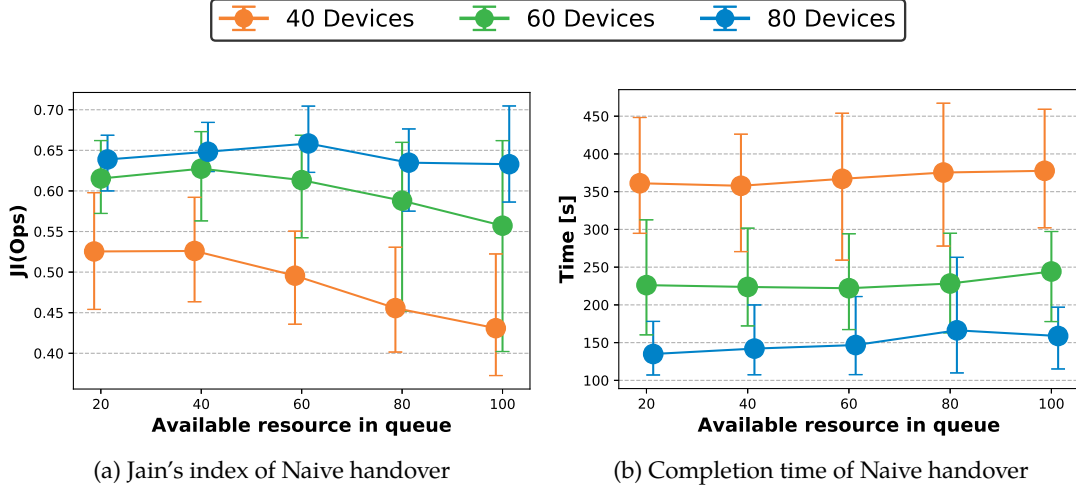 40 Devices 60 Devices 80 Devices
JI(Ops)
0.70
0.65
0.60
0.55
0.50
0.45
0.40
20 40 60 80 100
Available resource in queue
(a) Jain's index of Naive handover
Time [s]
450
400
350
300
250
200
150
100
20 40 60 80 100
Available resource in queue
(b) Completion time of Naive handover